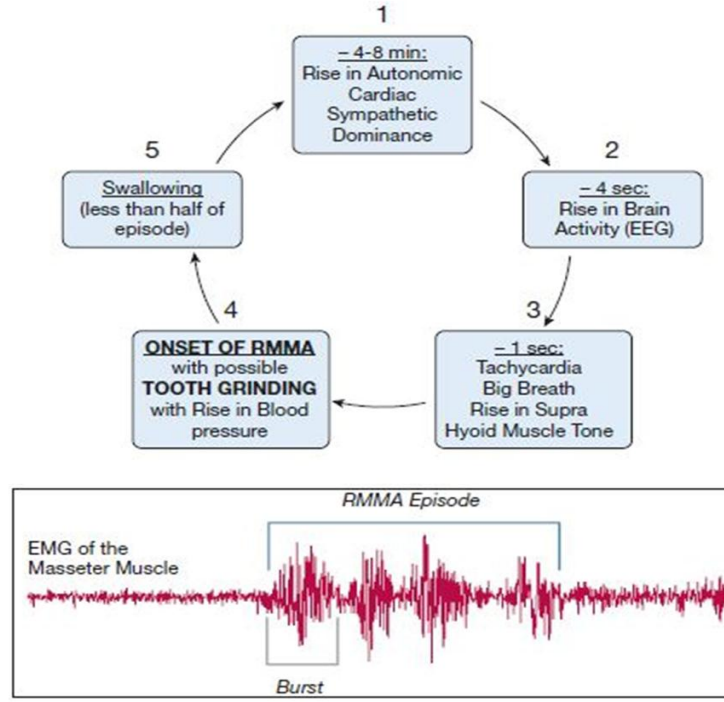 1
– 4-8 min:
Rise in Autonomic
Cardiac
Sympathetic
Dominance
2
– 4 sec:
Rise in Brain
Activity (EEG)
3
– 1 sec:
Tachycardia
Big Breath
Rise in Supra
Hyoid Muscle Tone
4
ONSET OF RMMA
with possible
TOOTH GRINDING
with Rise in Blood
pressure
5
Swallowing
(less than half of
episode)
RMMA Episode
EMG of the
Masseter Muscle
Burst